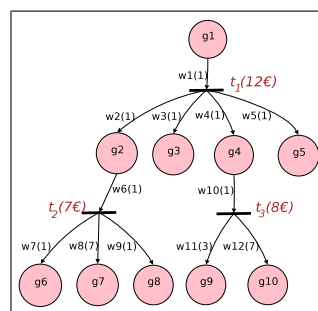 g1
w1(1)
t1(12€)
w2(1) w3(1) w4(1) w5(1)
g2 g3 g4 g5
w6(1) w10(1)
t2(7€) t3(8€)
w7(1) w8(7) w9(1) w11(3) w12(7)
g6 g7 g8 g9 g10